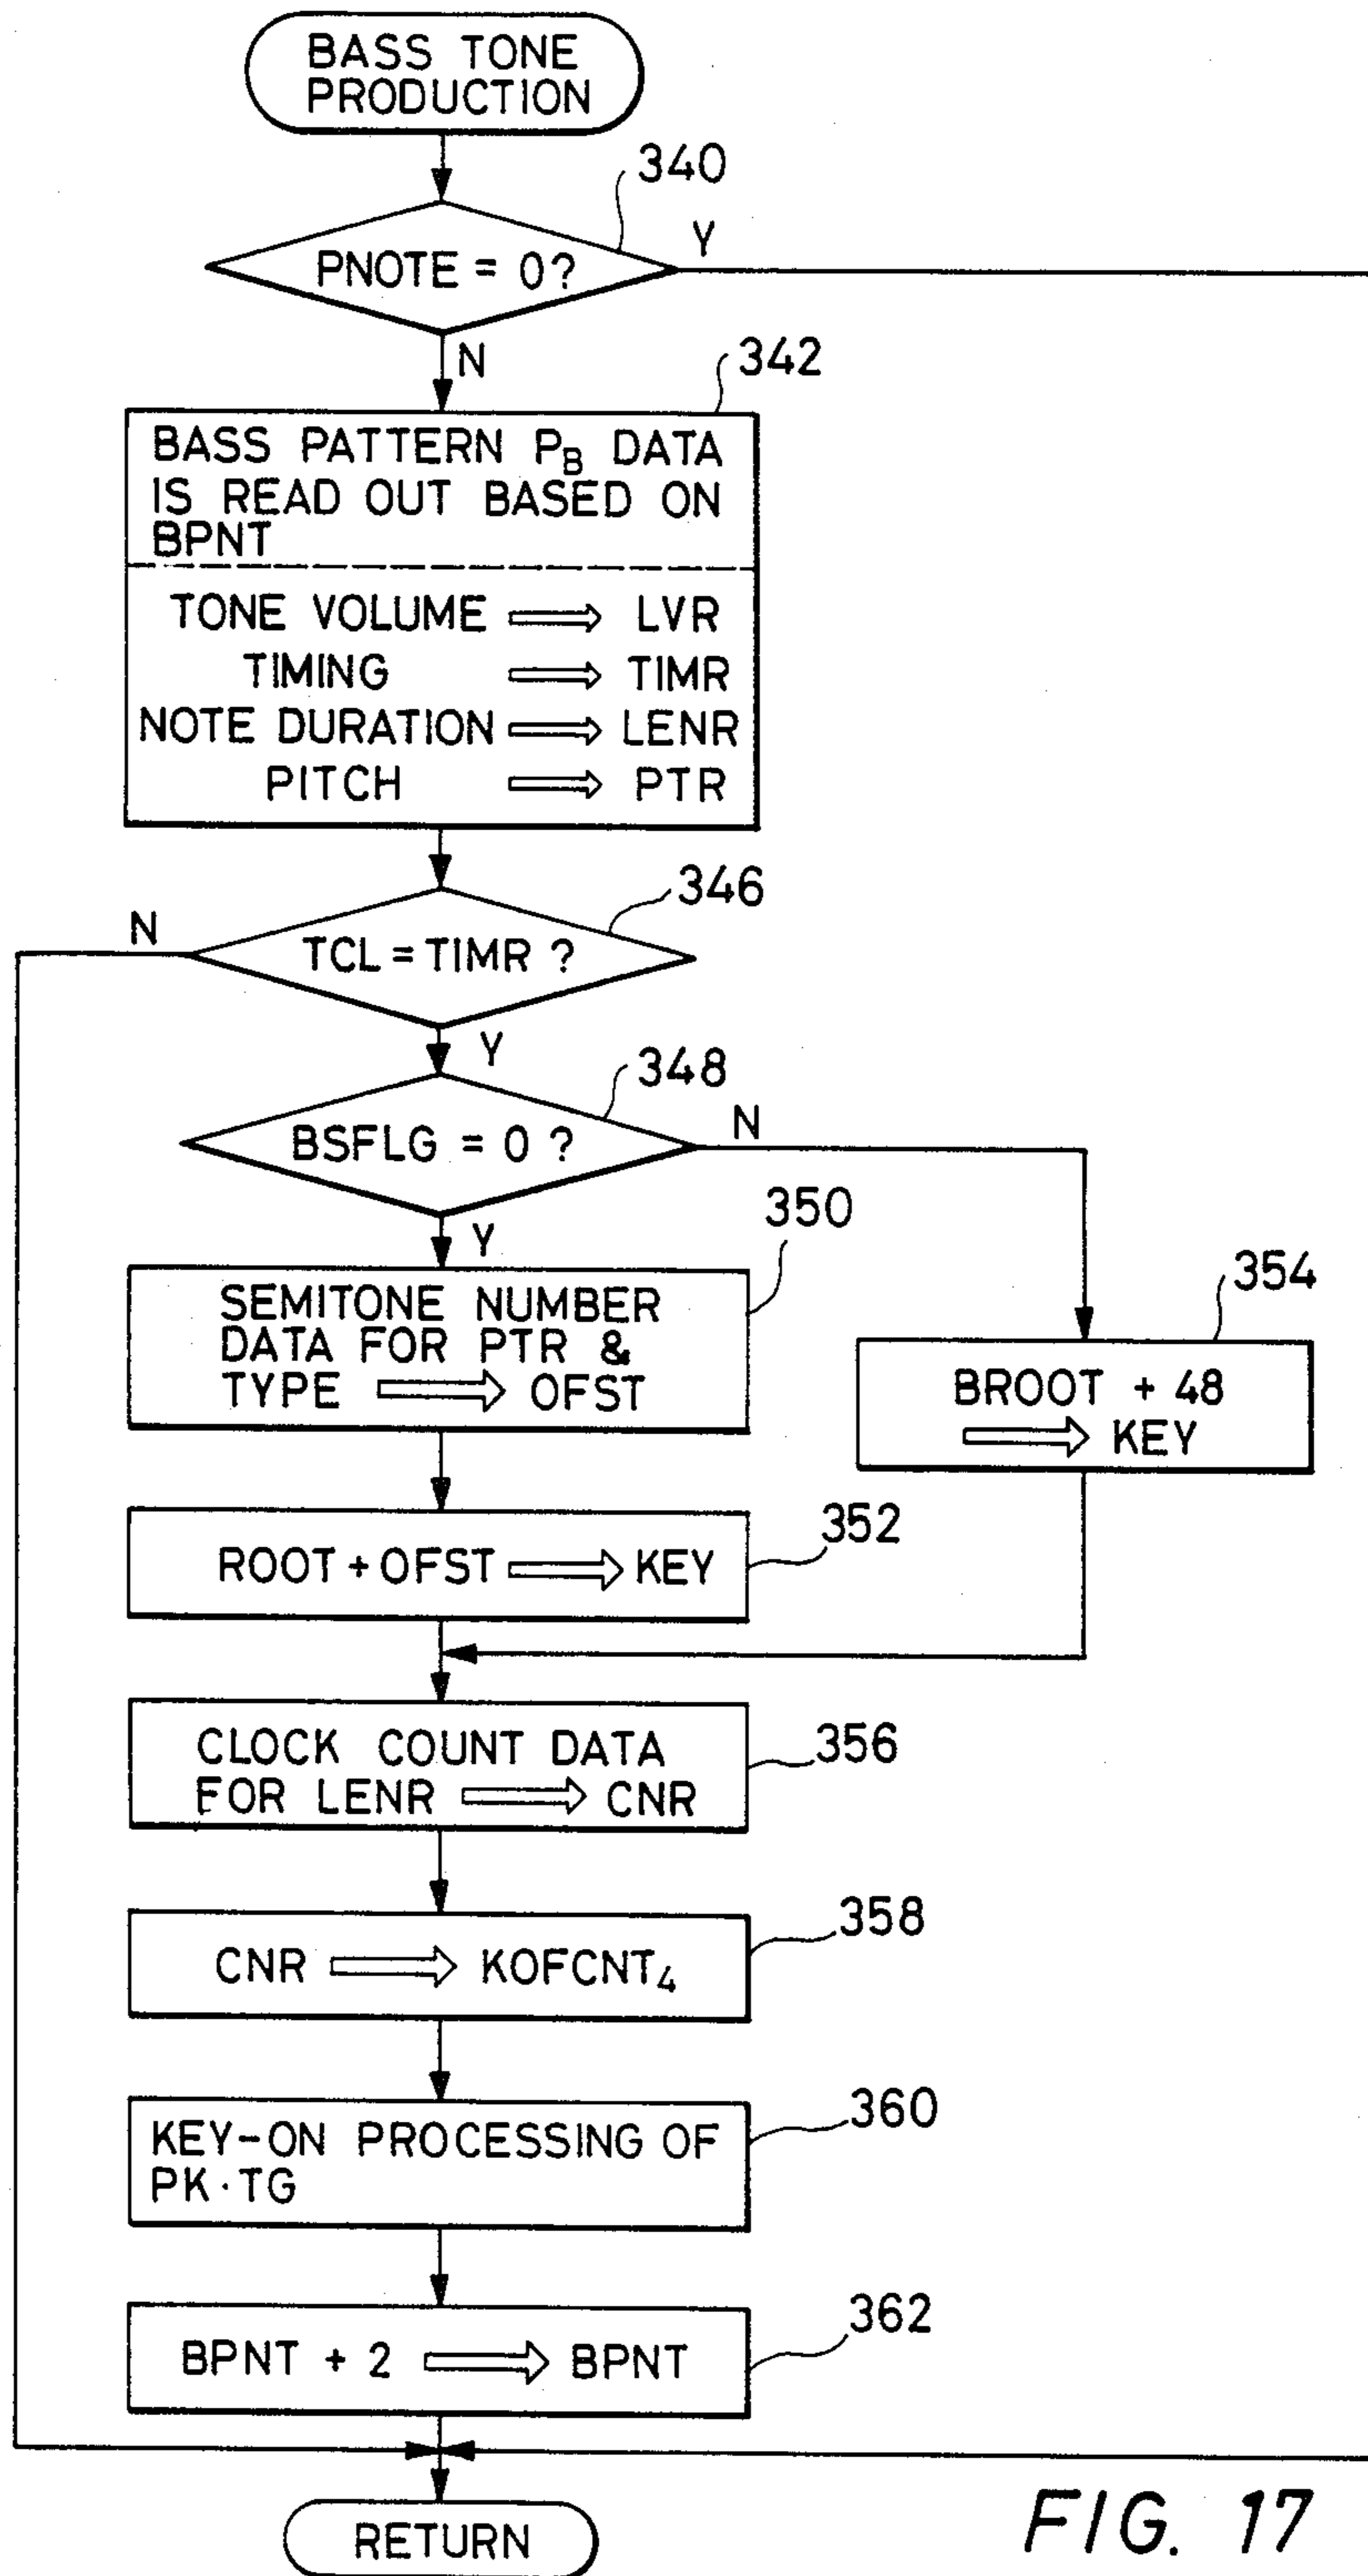 BASS TONE
PRODUCTION
340
PNOTE = 0?
Y
N
342
BASS PATTERN PB DATA
IS READ OUT BASED ON
BPNT
TONE VOLUME ⇒ LVR
TIMING ⇒ TIMR
NOTE DURATION ⇒ LENR
PITCH ⇒ PTR
346
N
TCL = TIMR ?
Y
348
BSFLG = 0 ?
N
Y
350
SEMITONE NUMBER
DATA FOR PTR &
TYPE ⇒ OFST
354
BROOT + 48
⇒ KEY
352
ROOT + OFST ⇒ KEY
356
CLOCK COUNT DATA
FOR LENR ⇒ CNR
358
CNR ⇒ KOFCNT4
360
KEY-ON PROCESSING OF
PK·TG
362
BPNT + 2 ⇒ BPNT
RETURN
FIG. 17